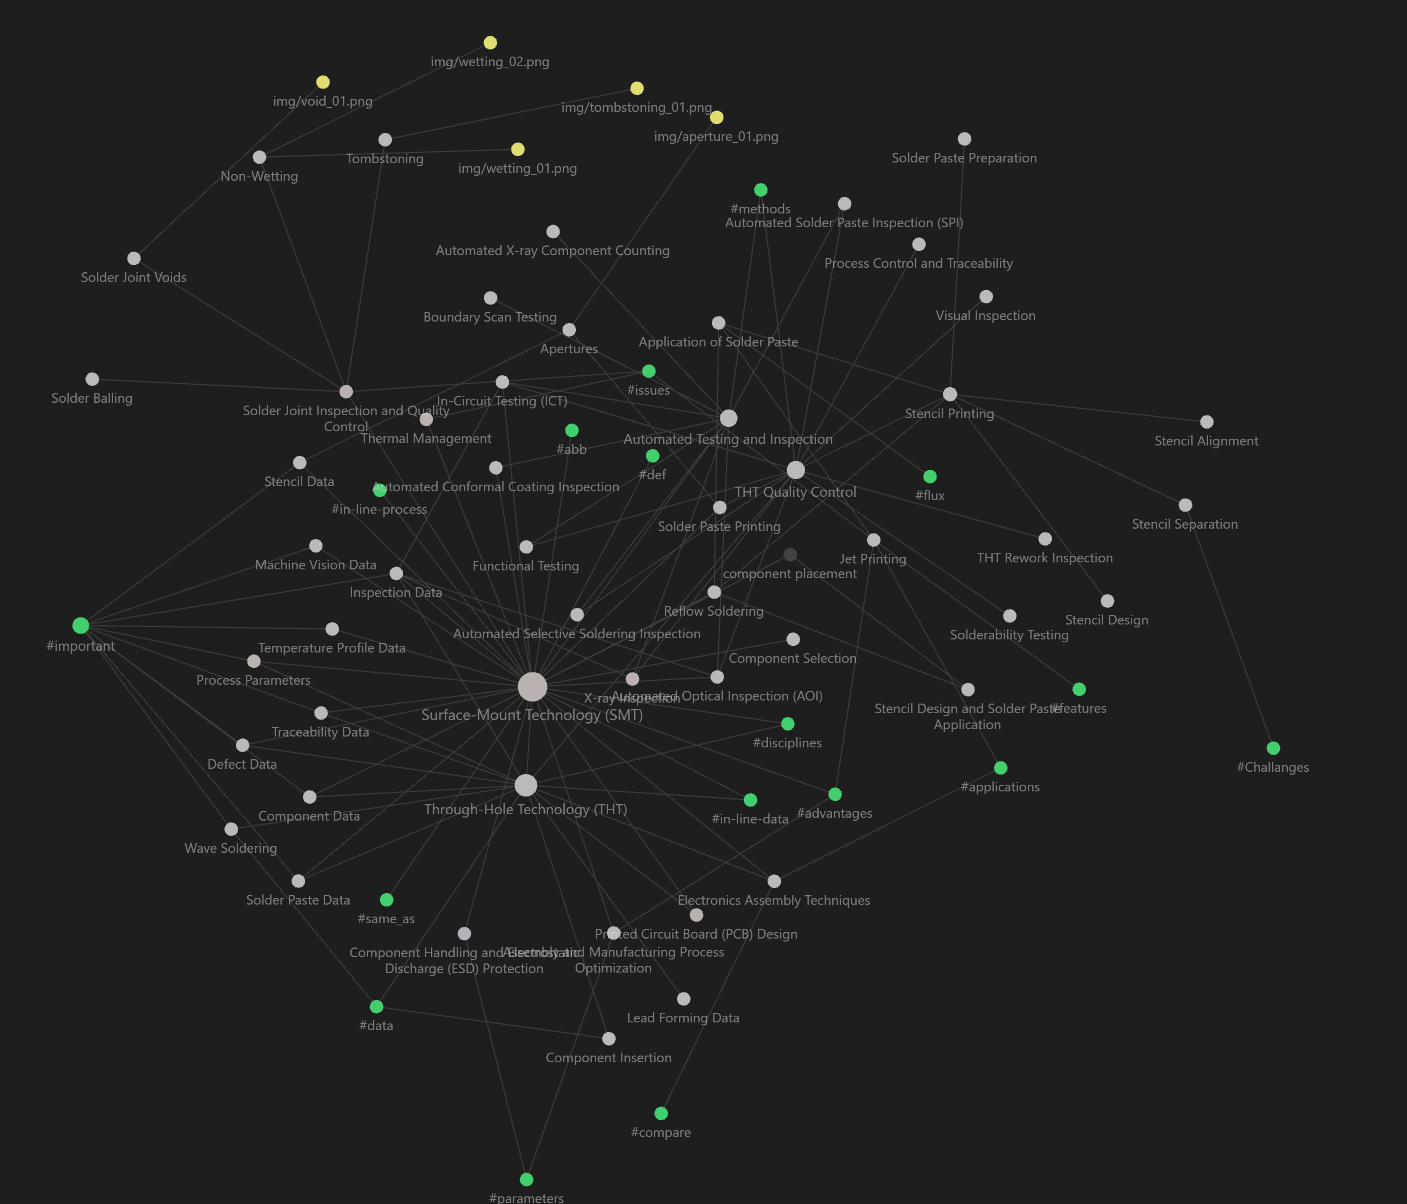 img/wetting_02.png
img/void_01.png
img/tombstoning_01.png
img/aperture_01.png
Tombstoning
Solder Paste Preparation
img/wetting_01.png
Non-Wetting
#methods
Automated Solder Paste Inspection (SPI)
Automated X-ray Component Counting
Process Control and Traceability
Solder Joint Voids
Boundary Scan Testing
Visual Inspection
Application of Solder Paste
Apertures
#issues
Solder Balling
In-Circuit Testing (ICT)
Solder Joint Inspection and Quality
Control
Stencil Printing
Thermal Management
Automated Testing and Inspection
Stencil Alignment
#abb
#def
Stencil Data
Automated Conformal Coating Inspection
THT Quality Control
#flux
#in-line-process
Solder Paste Printing
Stencil Separation
Machine Vision Data
Functional Testing
Jet Printing
THT Rework Inspection
component placement
Inspection Data
Reflow Soldering
Stencil Design
Automated Selective Soldering Inspection
Solderability Testing
#important
Temperature Profile Data
Component Selection
Process Parameters
X-ray Inspection
Automated Optical Inspection (AOI)
Surface-Mount Technology (SMT)
Stencil Design and Solder Paste
Application
#features
Traceability Data
#disciplines
Defect Data
#Challanges
#applications
Component Data
Through-Hole Technology (THT)
#in-line-data
#advantages
Wave Soldering
Solder Paste Data
Electronics Assembly Techniques
#same_as
Printed Circuit Board (PCB) Design
Component Handling and Electrostatic
Discharge (ESD) Protection
Assembly and Manufacturing Process
Optimization
Lead Forming Data
#data
Component Insertion
#compare
#parameters